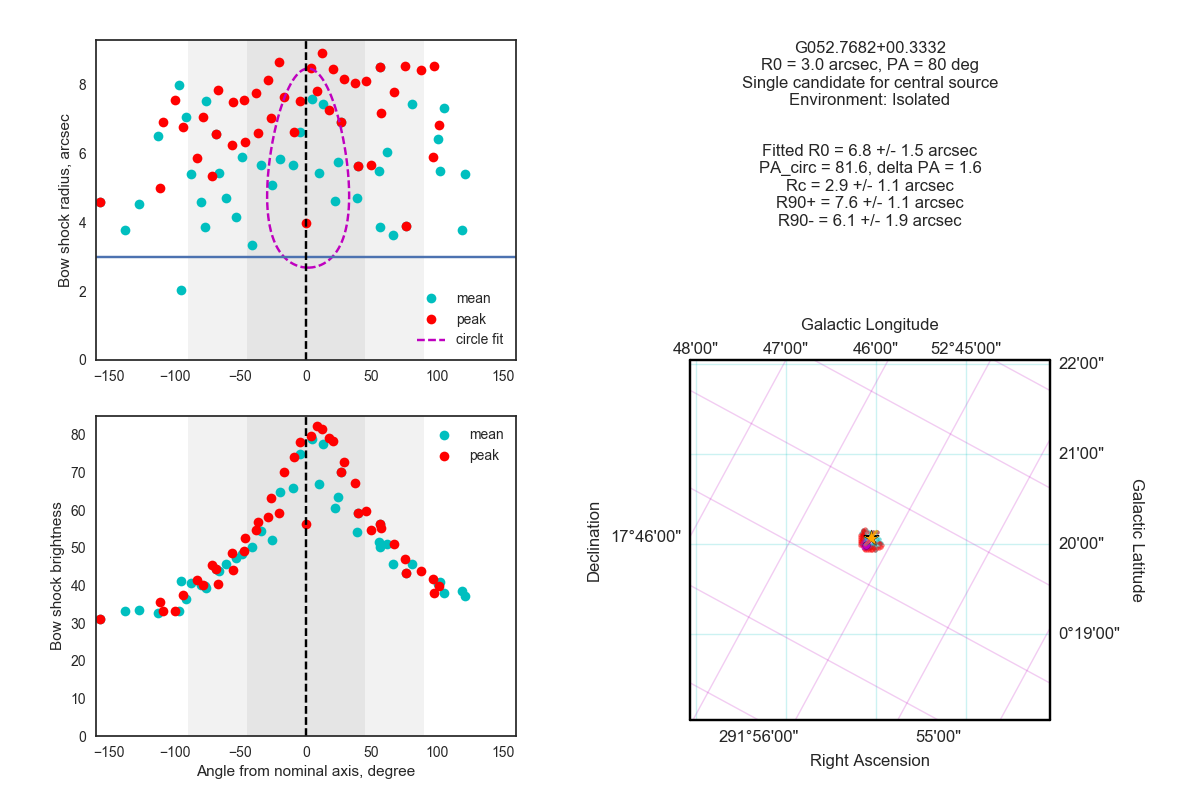 Bow shock radius, arcsec
8
6
4
2
0
mean
peak
circle fit
−150
−100
−50
0
50
100
150
Bow shock brightness
80
70
60
50
40
30
20
10
0
mean
peak
−150
−100
−50
0
50
100
150
Angle from nominal axis, degree
G052.7682+00.3332
R0 = 3.0 arcsec, PA = 80 deg
Single candidate for central source
Environment: Isolated
Fitted R0 = 6.8 +/- 1.5 arcsec
PA_circ = 81.6, delta PA = 1.6
Rc = 2.9 +/- 1.1 arcsec
R90+ = 7.6 +/- 1.1 arcsec
R90- = 6.1 +/- 1.9 arcsec
Galactic Longitude
48'00"
47'00"
46'00"
52°45'00"
22'00"
21'00"
20'00"
0°19'00"
Galactic Latitude
Declination
17°46'00"
291°56'00"
55'00"
Right Ascension